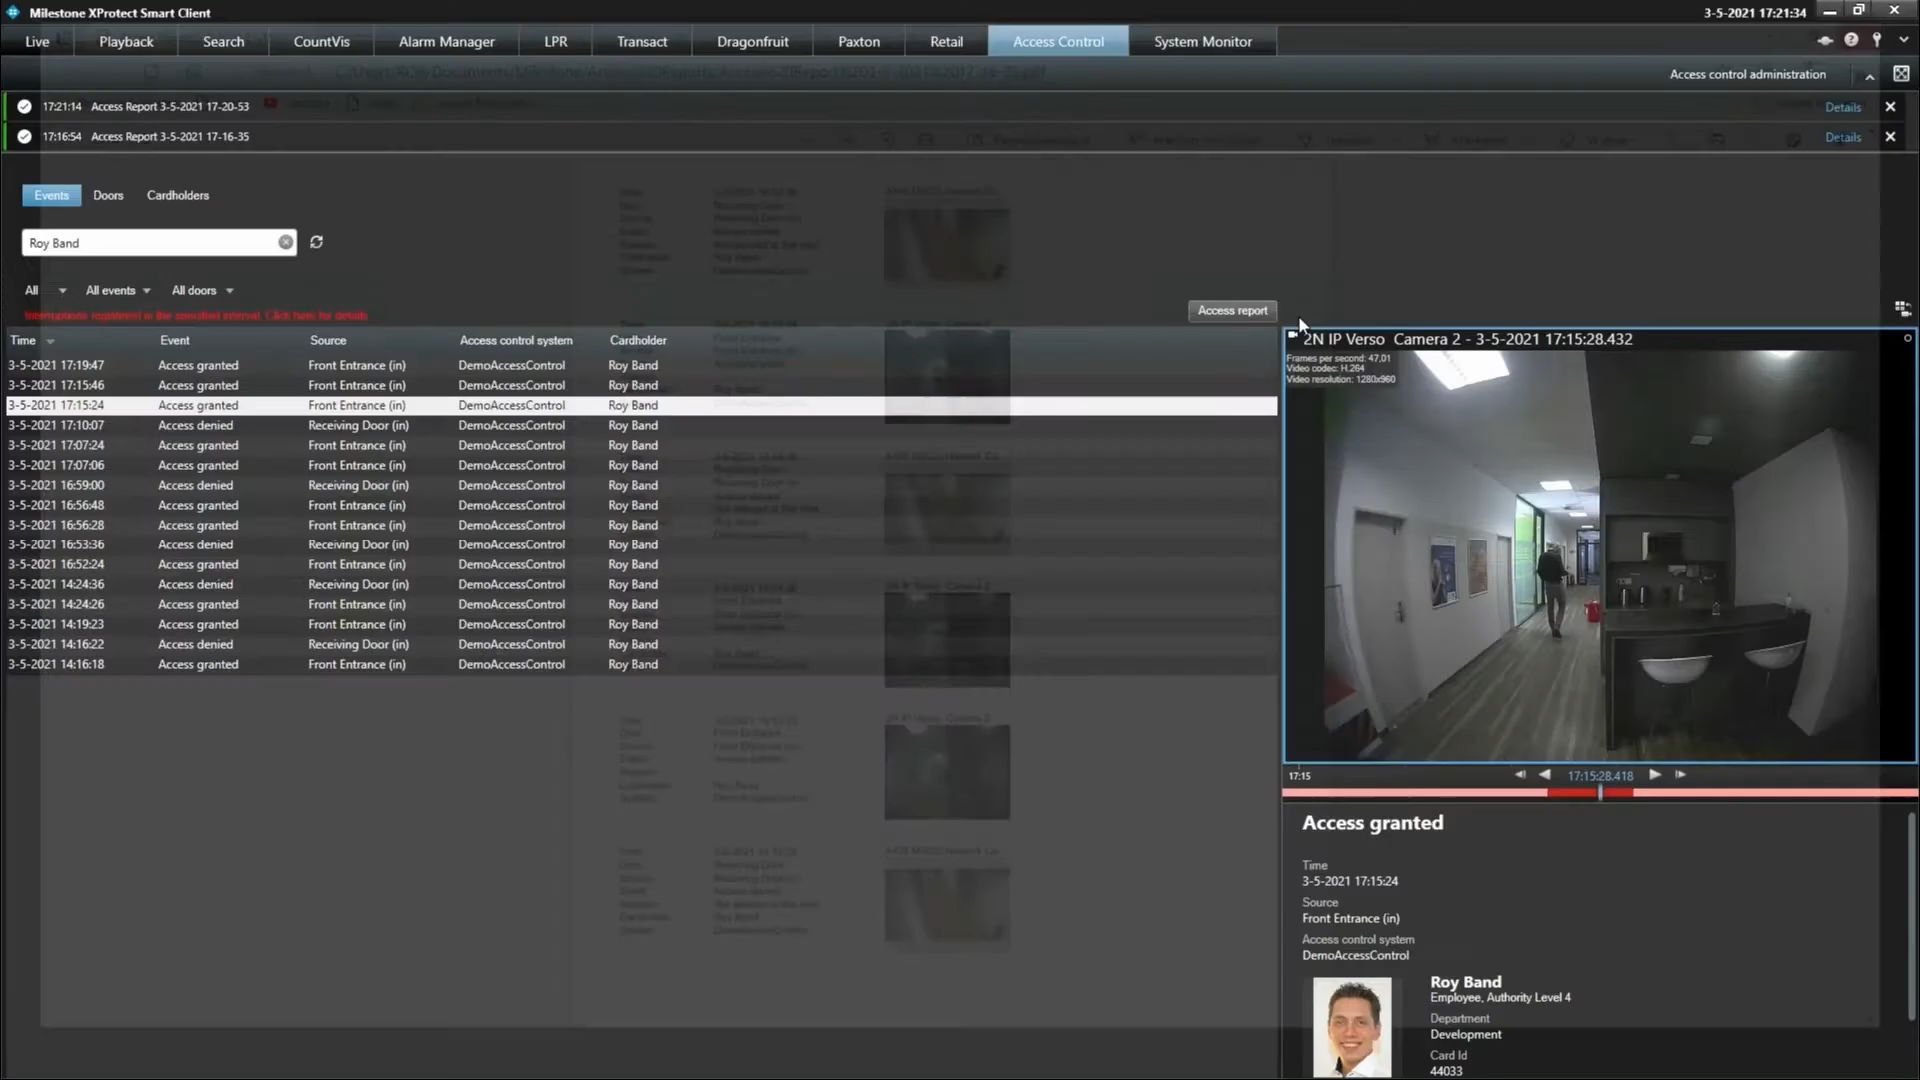 Milestone XProtect Smart Client
3-5-2021 17:21:34
Live Playback Search CountVis Alarm Manager LPR Transact Dragonfruit Paxton Retail Access Control System Monitor
Access control administration
17:21:14 Access Report 3-5-2021 17-20-53 Details
17:16:54 Access Report 3-5-2021 17-16-35 Details
Events Doors Cardholders
Roy Band
All All events All doors
Interruptions registered in the specified interval. Click here for details
Access report
Time Event Source Access control system Cardholder
3-5-2021 17:19:47 Access granted Front Entrance (in) DemoAccessControl Roy Band
3-5-2021 17:15:46 Access granted Front Entrance (in) DemoAccessControl Roy Band
3-5-2021 17:15:24 Access granted Front Entrance (in) DemoAccessControl Roy Band
3-5-2021 17:10:07 Access denied Receiving Door (in) DemoAccessControl Roy Band
3-5-2021 17:07:24 Access granted Front Entrance (in) DemoAccessControl Roy Band
3-5-2021 17:07:06 Access granted Front Entrance (in) DemoAccessControl Roy Band
3-5-2021 16:59:00 Access denied Receiving Door (in) DemoAccessControl Roy Band
3-5-2021 16:56:48 Access granted Front Entrance (in) DemoAccessControl Roy Band
3-5-2021 16:56:28 Access granted Front Entrance (in) DemoAccessControl Roy Band
3-5-2021 16:53:36 Access denied Receiving Door (in) DemoAccessControl Roy Band
3-5-2021 16:52:24 Access granted Front Entrance (in) DemoAccessControl Roy Band
3-5-2021 14:24:36 Access denied Receiving Door (in) DemoAccessControl Roy Band
3-5-2021 14:24:26 Access granted Front Entrance (in) DemoAccessControl Roy Band
3-5-2021 14:19:23 Access granted Front Entrance (in) DemoAccessControl Roy Band
3-5-2021 14:16:22 Access denied Receiving Door (in) DemoAccessControl Roy Band
3-5-2021 14:16:18 Access granted Front Entrance (in) DemoAccessControl Roy Band
2N IP Verso Camera 2 - 3-5-2021 17:15:28.432
Frames per second: 47,01
Video codec: H.264
Video resolution: 1280x960
17:15 17:15:28.418
Access granted
Time
3-5-2021 17:15:24
Source
Front Entrance (in)
Access control system
DemoAccessControl
Roy Band
Employee, Authority Level 4
Department
Development
Card Id
44033